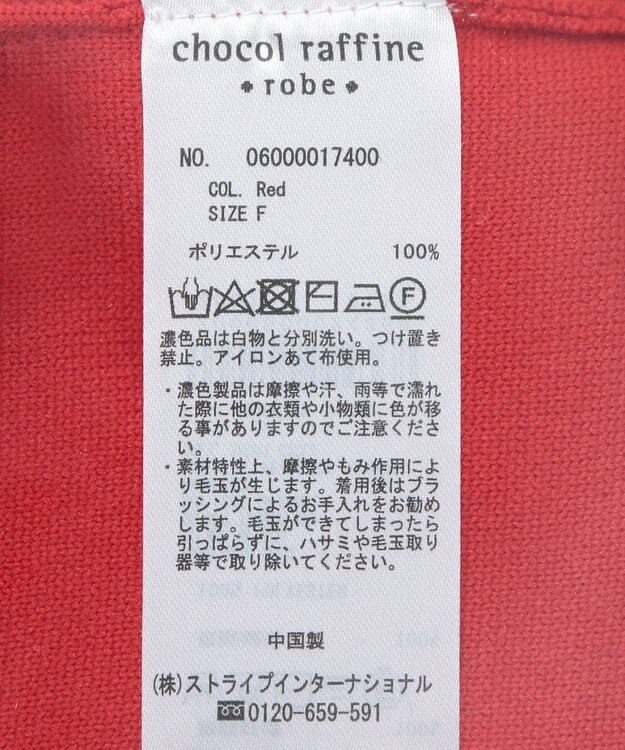 chocol raffine
robe
NO. 06000017400
COL. Red
SIZE F
ポリエステル 100%
F
濃色品は白物と分別洗い。つけ置き
禁止。アイロンあて布使用。
・濃色製品は摩擦や汗、雨等で濡れ
た際に他の衣類や小物類に色が移
る事がありますのでご注意くださ
い。
・素材特性上、摩擦やもみ作用によ
り毛玉が生じます。着用後はブラ
ッシングによるお手入れをお勧め
します。毛玉ができてしまったら
引っぱらずに、ハサミや毛玉取り
器等で取り除いてください。
中国製
(株)ストライプインターナショナル
0120-659-591